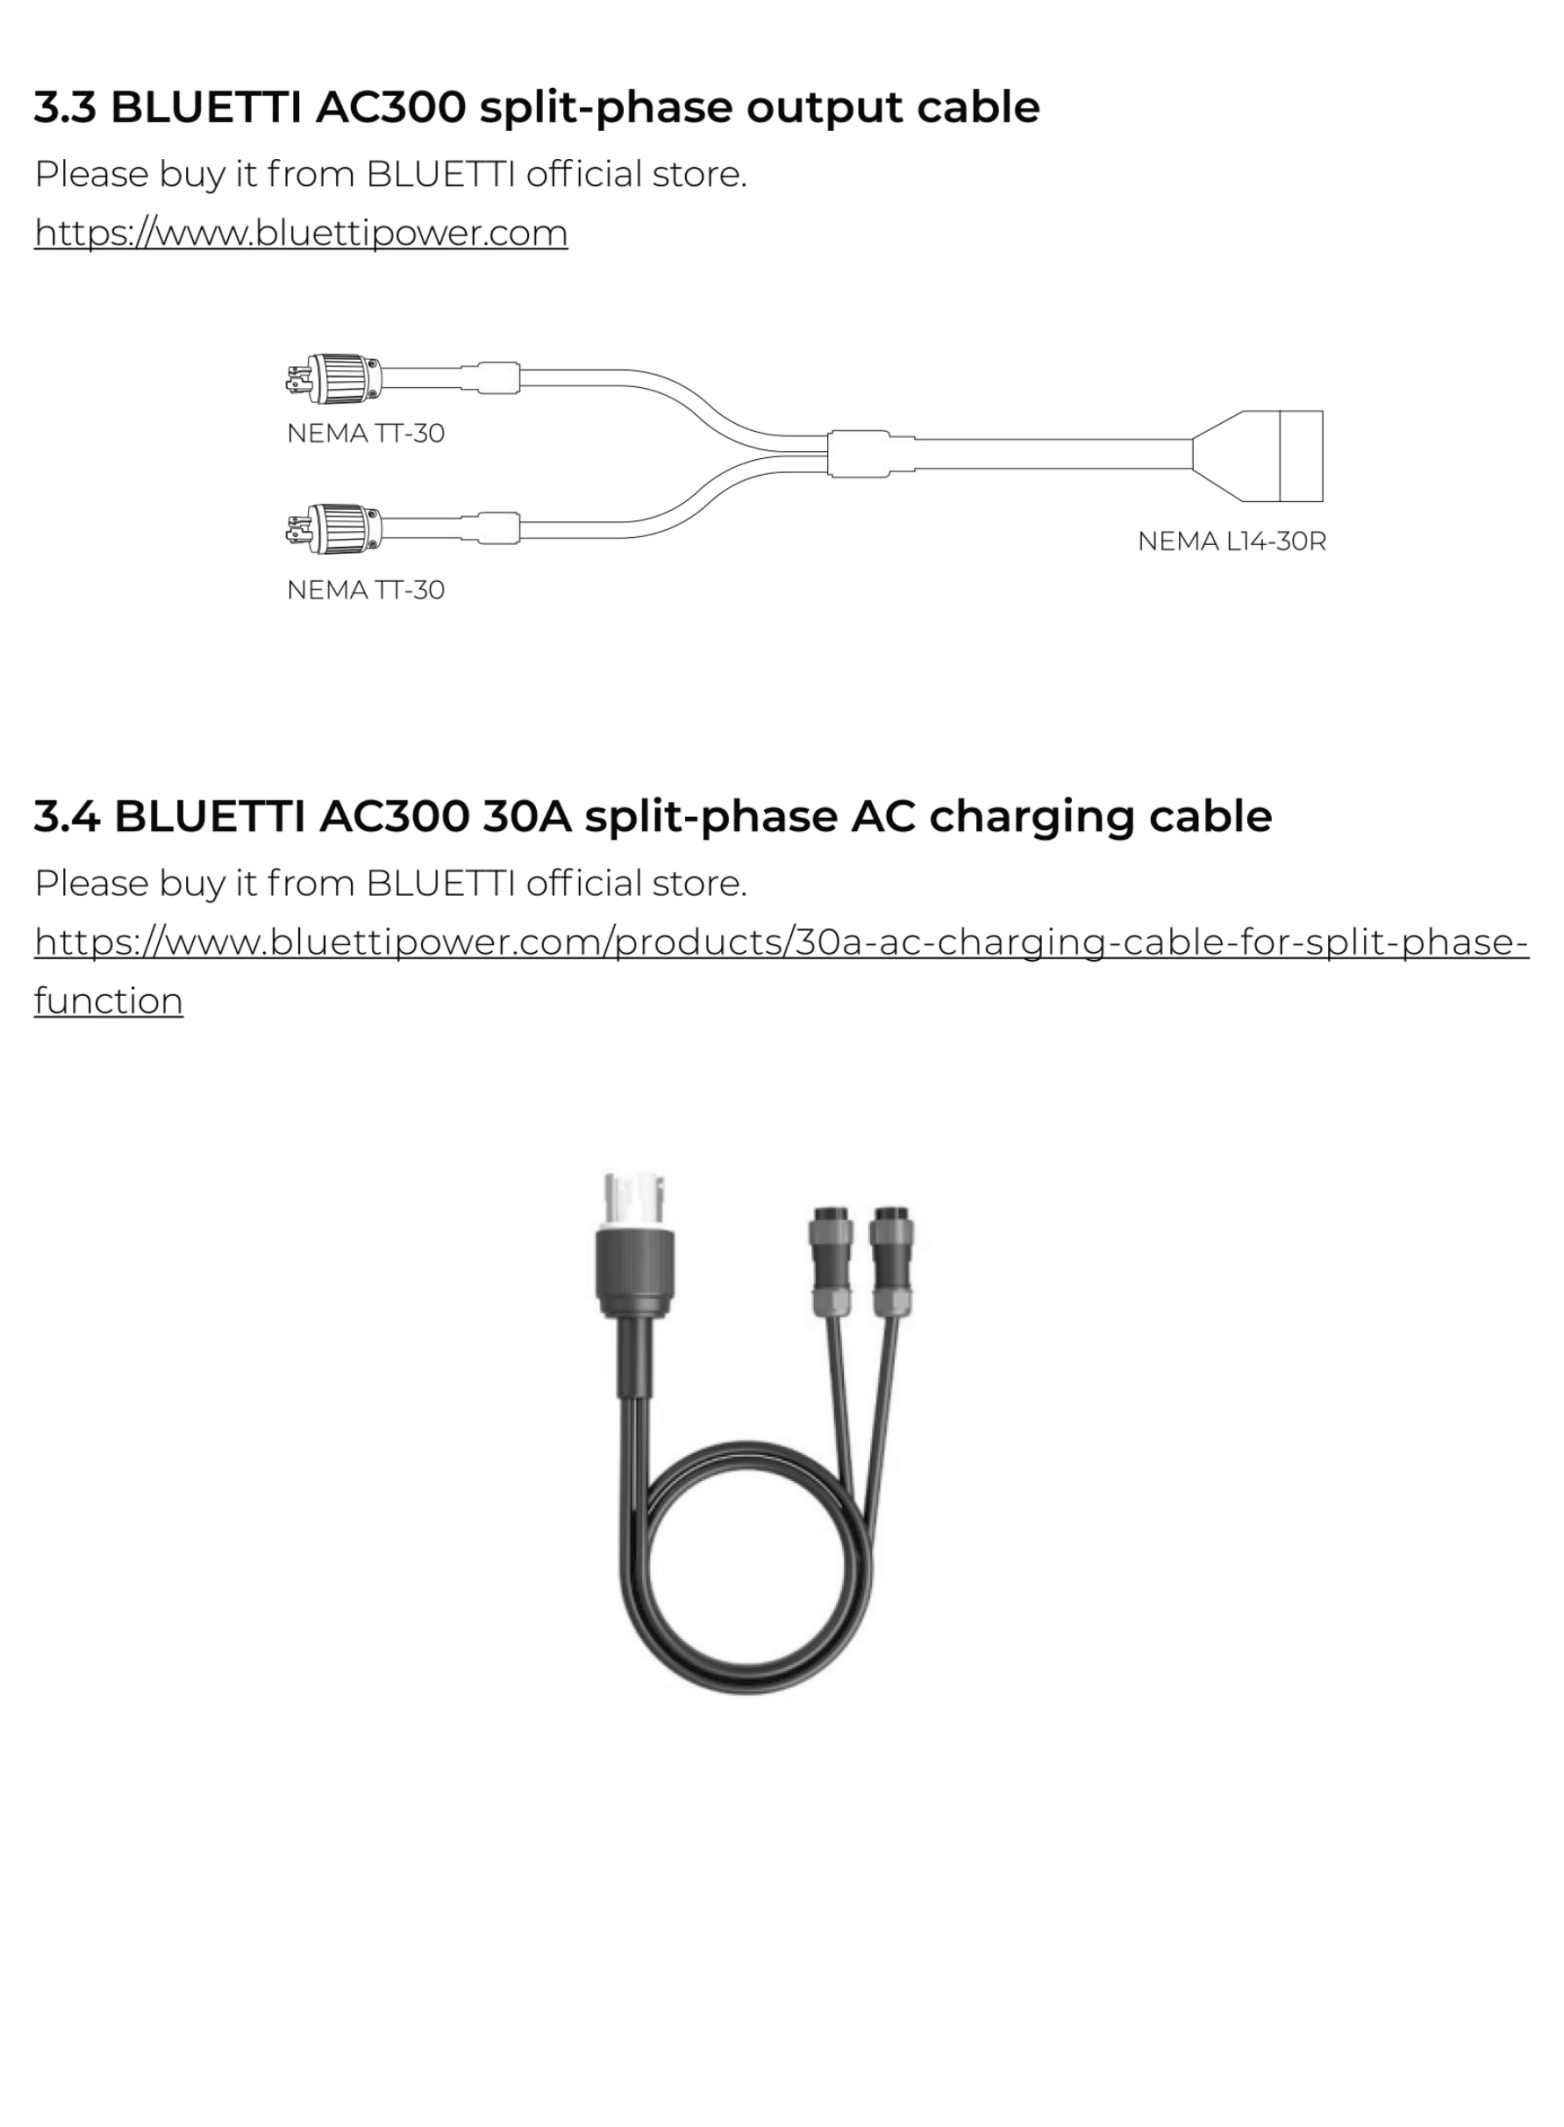 3.3 BLUETTI AC300 split-phase output cable
Please buy it from BLUETTI official store.
https://www.bluettipower.com
NEMA TT-30
NEMA L14-30R
NEMA TT-30
3.4 BLUETTI AC300 30A split-phase AC charging cable
Please buy it from BLUETTI official store.
https://www.bluettipower.com/products/30a-ac-charging-cable-for-split-phase-
function